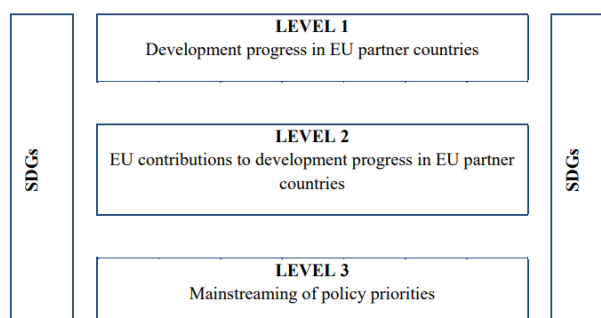 LEVEL 1
Development progress in EU partner countries
SDGs
LEVEL 2
EU contributions to development progress in EU partner
countries
SDGs
LEVEL 3
Mainstreaming of policy priorities